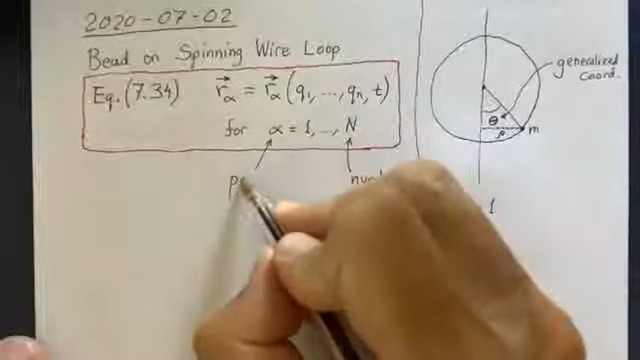 2020-07-02
Bead on Spinning Wire Loop
Eq.(7.34) r⃗α = r⃗α (q1, ..., qn, t)
for α = 1, ..., N
generalized
coord.
θ
ρ m